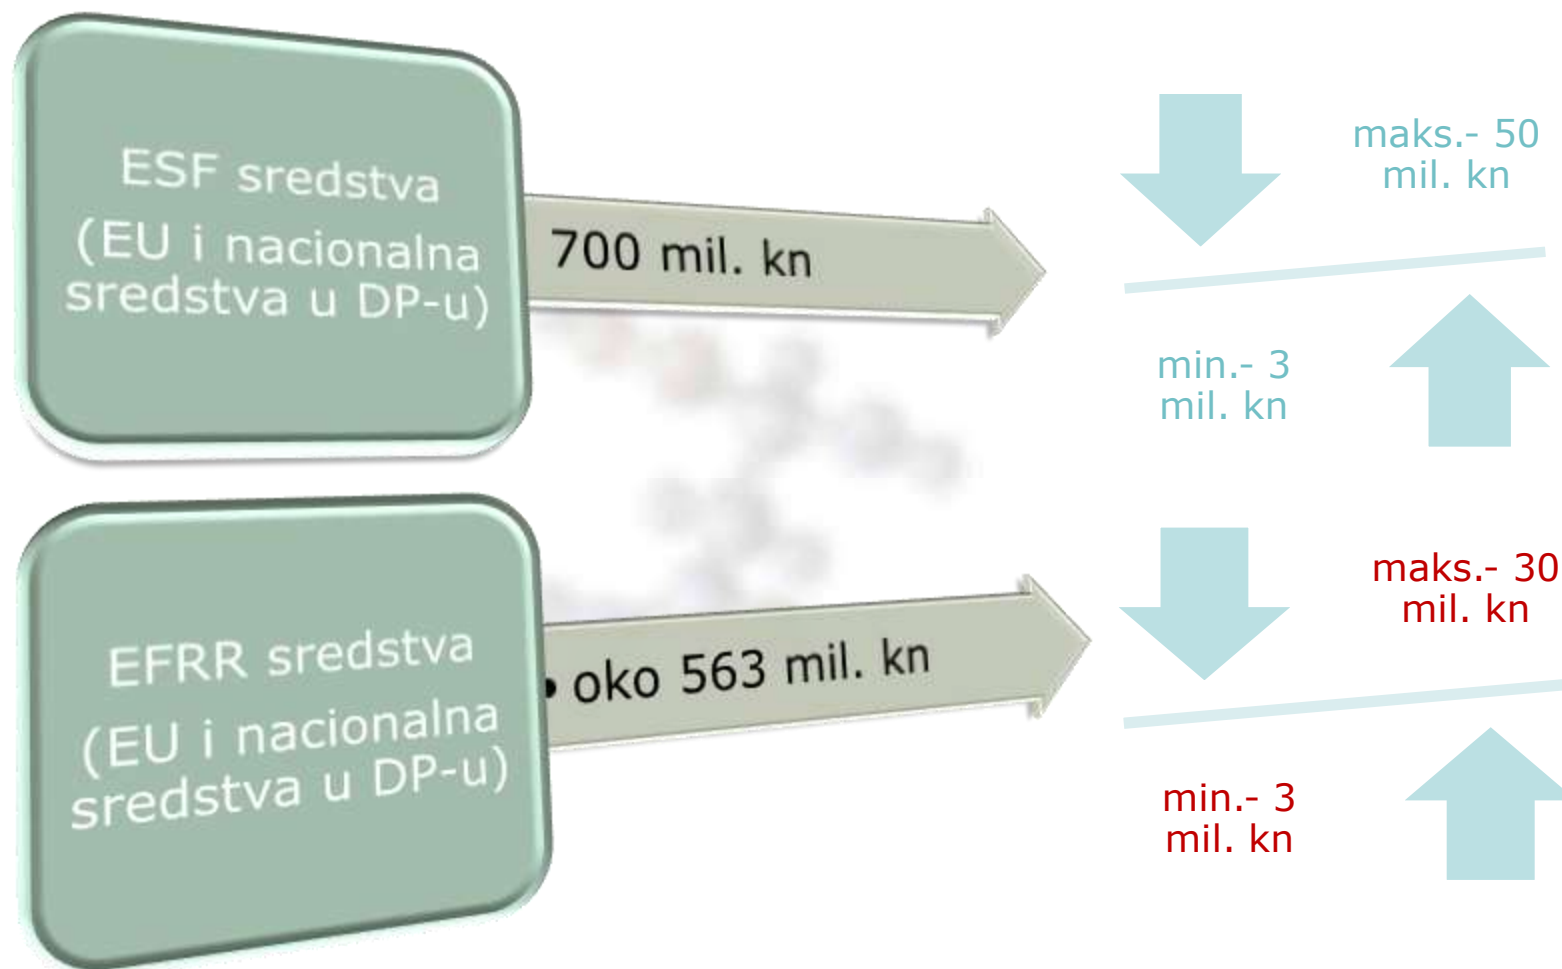 ESF sredstva
(EU i nacionalna
sredstva u DP-u)
700 mil. kn
maks.- 50
mil. kn
min.- 3
mil. kn
EFRR sredstva
(EU i nacionalna
sredstva u DP-u)
• oko 563 mil. kn
maks.- 30
mil. kn
min.- 3
mil. kn